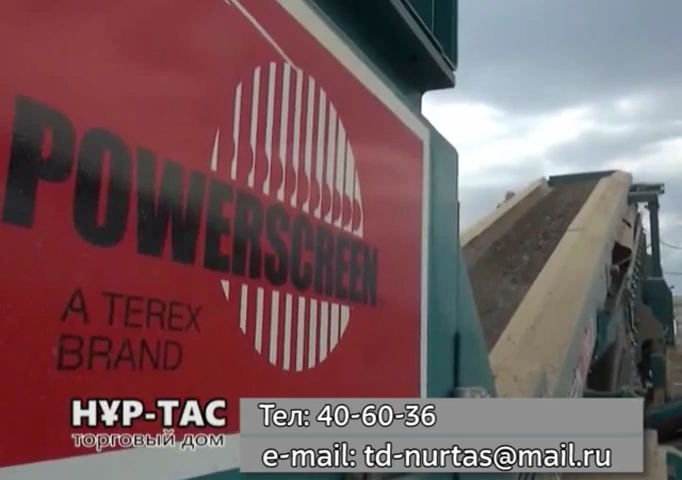 POWERSCREEN
A TEREX
BRAND
НҰР-ТАС
торговый дом
Тел: 40-60-36
e-mail: td-nurtas@mail.ru